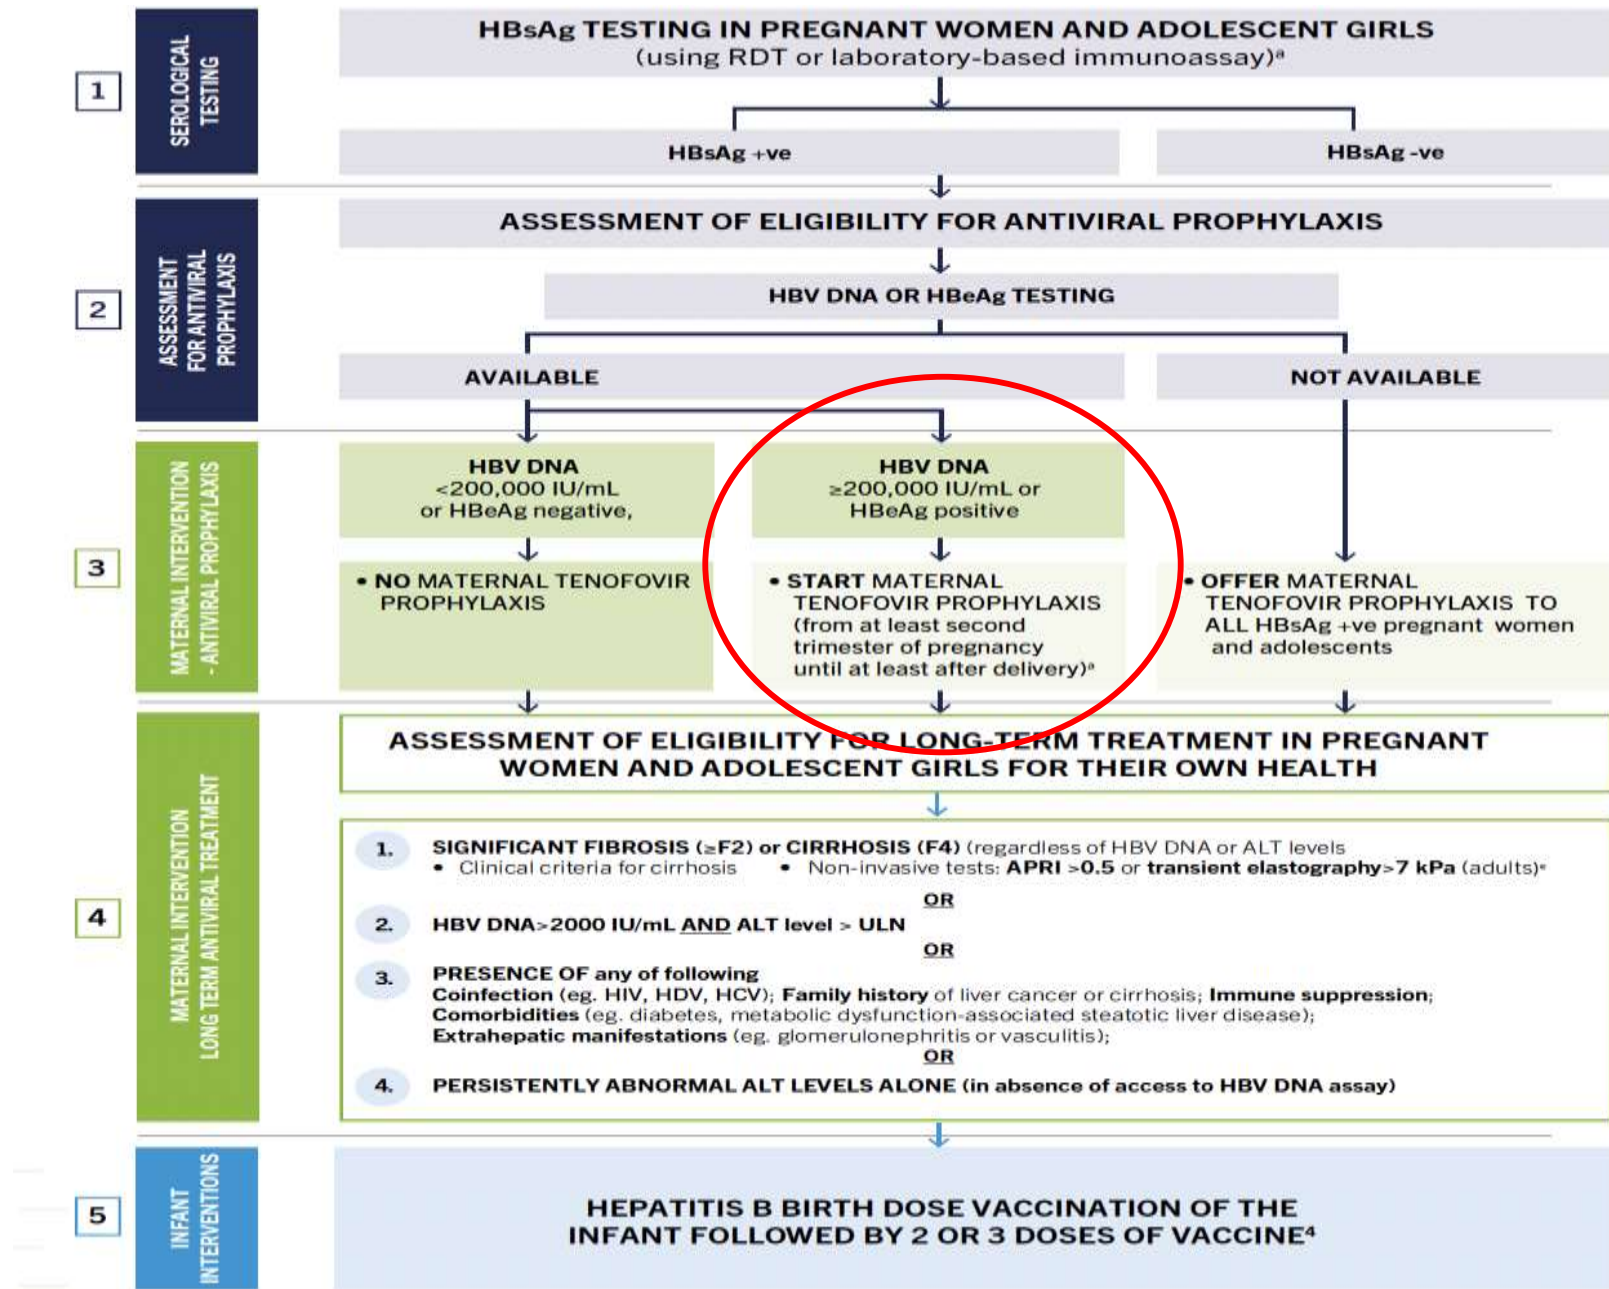 1
SEROLOGICAL
TESTING
HBsAg TESTING IN PREGNANT WOMEN AND ADOLESCENT GIRLS
(using RDT or laboratory-based immunoassay)ᵃ
HBsAg +ve
HBsAg -ve
2
ASSESSMENT
FOR ANTIVIRAL
PROPHYLAXIS
ASSESSMENT OF ELIGIBILITY FOR ANTIVIRAL PROPHYLAXIS
HBV DNA OR HBeAg TESTING
AVAILABLE
NOT AVAILABLE
3
MATERNAL INTERVENTION
- ANTIVIRAL PROPHYLAXIS
HBV DNA
<200,000 IU/mL
or HBeAg negative,
• NO MATERNAL TENOFOVIR
PROPHYLAXIS
HBV DNA
≥200,000 IU/mL or
HBeAg positive
• START MATERNAL
TENOFOVIR PROPHYLAXIS
(from at least second
trimester of pregnancy
until at least after delivery)ᵃ
• OFFER MATERNAL
TENOFOVIR PROPHYLAXIS TO
ALL HBsAg +ve pregnant women
and adolescents
4
MATERNAL INTERVENTION
LONG TERM ANTIVIRAL TREATMENT
ASSESSMENT OF ELIGIBILITY FOR LONG-TERM TREATMENT IN PREGNANT
WOMEN AND ADOLESCENT GIRLS FOR THEIR OWN HEALTH
1. SIGNIFICANT FIBROSIS (≥F2) or CIRRHOSIS (F4) (regardless of HBV DNA or ALT levels
• Clinical criteria for cirrhosis • Non-invasive tests: APRI >0.5 or transient elastography>7 kPa (adults)
OR
2. HBV DNA>2000 IU/mL AND ALT level > ULN
OR
3. PRESENCE OF any of following
Coinfection (eg. HIV, HDV, HCV); Family history of liver cancer or cirrhosis; Immune suppression;
Comorbidities (eg. diabetes, metabolic dysfunction-associated steatotic liver disease);
Extrahepatic manifestations (eg. glomerulonephritis or vasculitis);
OR
4. PERSISTENTLY ABNORMAL ALT LEVELS ALONE (in absence of access to HBV DNA assay)
5
INFANT
INTERVENTIONS
HEPATITIS B BIRTH DOSE VACCINATION OF THE
INFANT FOLLOWED BY 2 OR 3 DOSES OF VACCINE⁴